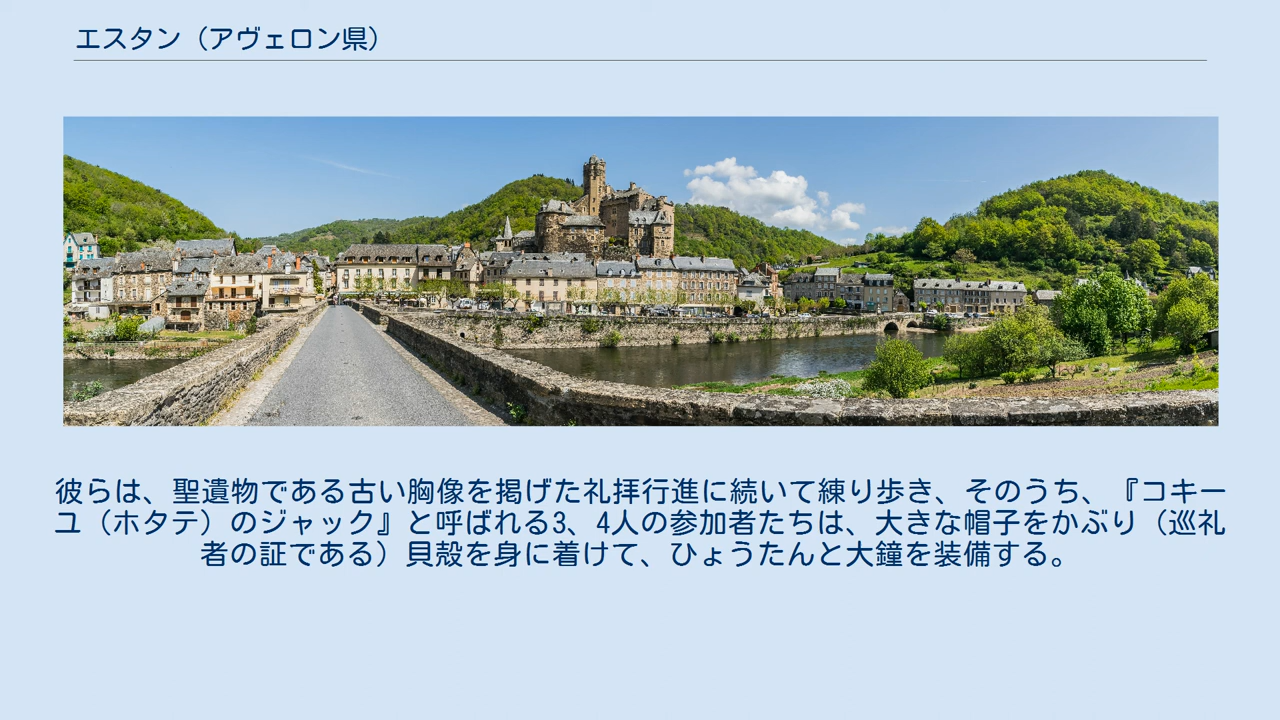 エスタン（アヴェロン県）
彼らは、聖遺物である古い胸像を掲げた礼拝行進に続いて練り歩き、そのうち、『コキー
ユ（ホタテ）のジャック』と呼ばれる3、4人の参加者たちは、大きな帽子をかぶり（巡礼
者の証である）貝殻を身に着けて、ひょうたんと大鐘を装備する。